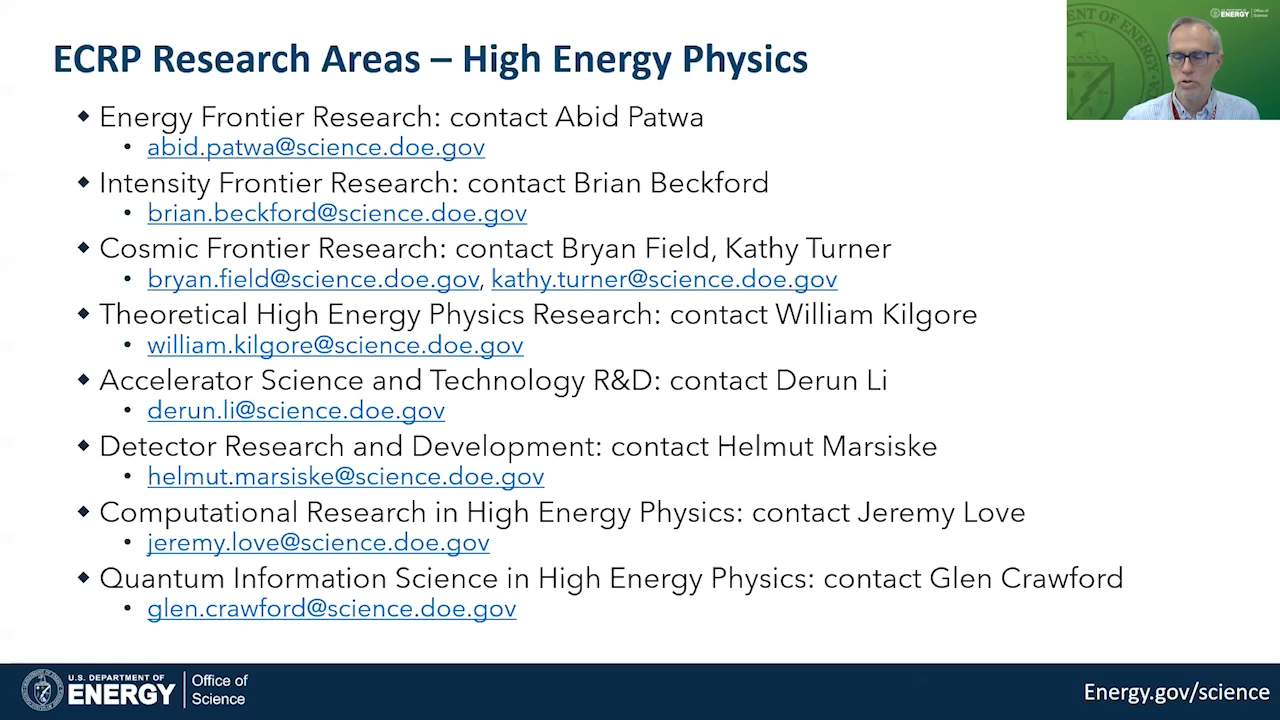 ECRP Research Areas – High Energy Physics
U.S. DEPARTMENT OF
ENERGY
Office of
Science
Energy Frontier Research: contact Abid Patwa
abid.patwa@science.doe.gov
Intensity Frontier Research: contact Brian Beckford
brian.beckford@science.doe.gov
Cosmic Frontier Research: contact Bryan Field, Kathy Turner
bryan.field@science.doe.gov, kathy.turner@science.doe.gov
Theoretical High Energy Physics Research: contact William Kilgore
william.kilgore@science.doe.gov
Accelerator Science and Technology R&D: contact Derun Li
derun.li@science.doe.gov
Detector Research and Development: contact Helmut Marsiske
helmut.marsiske@science.doe.gov
Computational Research in High Energy Physics: contact Jeremy Love
jeremy.love@science.doe.gov
Quantum Information Science in High Energy Physics: contact Glen Crawford
glen.crawford@science.doe.gov
U.S. DEPARTMENT OF
ENERGY
Office of
Science
Energy.gov/science